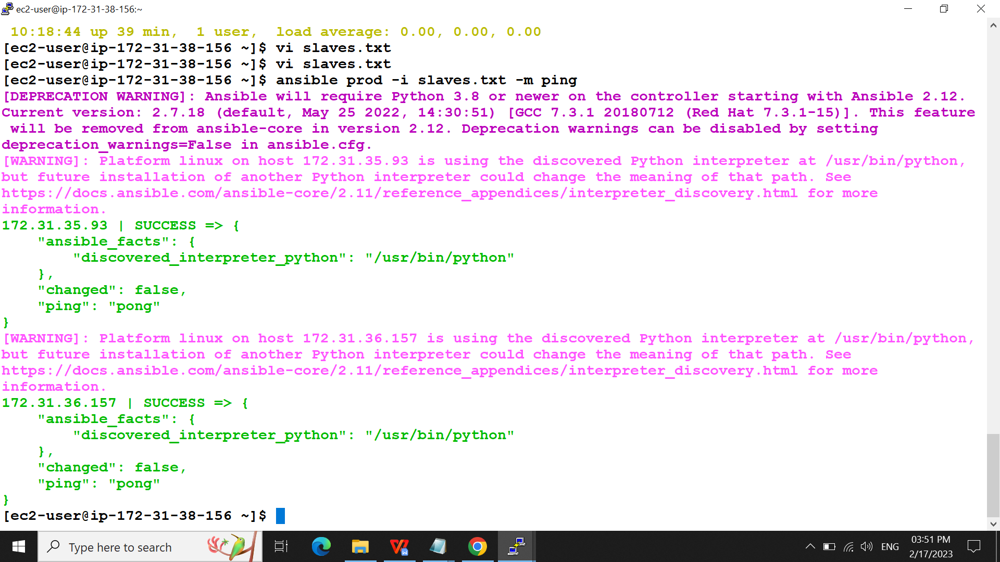 ec2-user@ip-172-31-38-156:~
 10:18:44 up 39 min,  1 user,  load average: 0.00, 0.00, 0.00
[ec2-user@ip-172-31-38-156 ~]$ vi slaves.txt
[ec2-user@ip-172-31-38-156 ~]$ vi slaves.txt
[ec2-user@ip-172-31-38-156 ~]$ ansible prod -i slaves.txt -m ping
[DEPRECATION WARNING]: Ansible will require Python 3.8 or newer on the controller starting with Ansible 2.12.
Current version: 2.7.18 (default, May 25 2022, 14:30:51) [GCC 7.3.1 20180712 (Red Hat 7.3.1-15)]. This feature
 will be removed from ansible-core in version 2.12. Deprecation warnings can be disabled by setting
deprecation_warnings=False in ansible.cfg.
[WARNING]: Platform linux on host 172.31.35.93 is using the discovered Python interpreter at /usr/bin/python,
but future installation of another Python interpreter could change the meaning of that path. See
https://docs.ansible.com/ansible-core/2.11/reference_appendices/interpreter_discovery.html for more
information.
172.31.35.93 | SUCCESS => {
    "ansible_facts": {
        "discovered_interpreter_python": "/usr/bin/python"
    },
    "changed": false,
    "ping": "pong"
}
[WARNING]: Platform linux on host 172.31.36.157 is using the discovered Python interpreter at /usr/bin/python,
but future installation of another Python interpreter could change the meaning of that path. See
https://docs.ansible.com/ansible-core/2.11/reference_appendices/interpreter_discovery.html for more
information.
172.31.36.157 | SUCCESS => {
    "ansible_facts": {
        "discovered_interpreter_python": "/usr/bin/python"
    },
    "changed": false,
    "ping": "pong"
}
[ec2-user@ip-172-31-38-156 ~]$
Type here to search
ENG
03:51 PM
2/17/2023